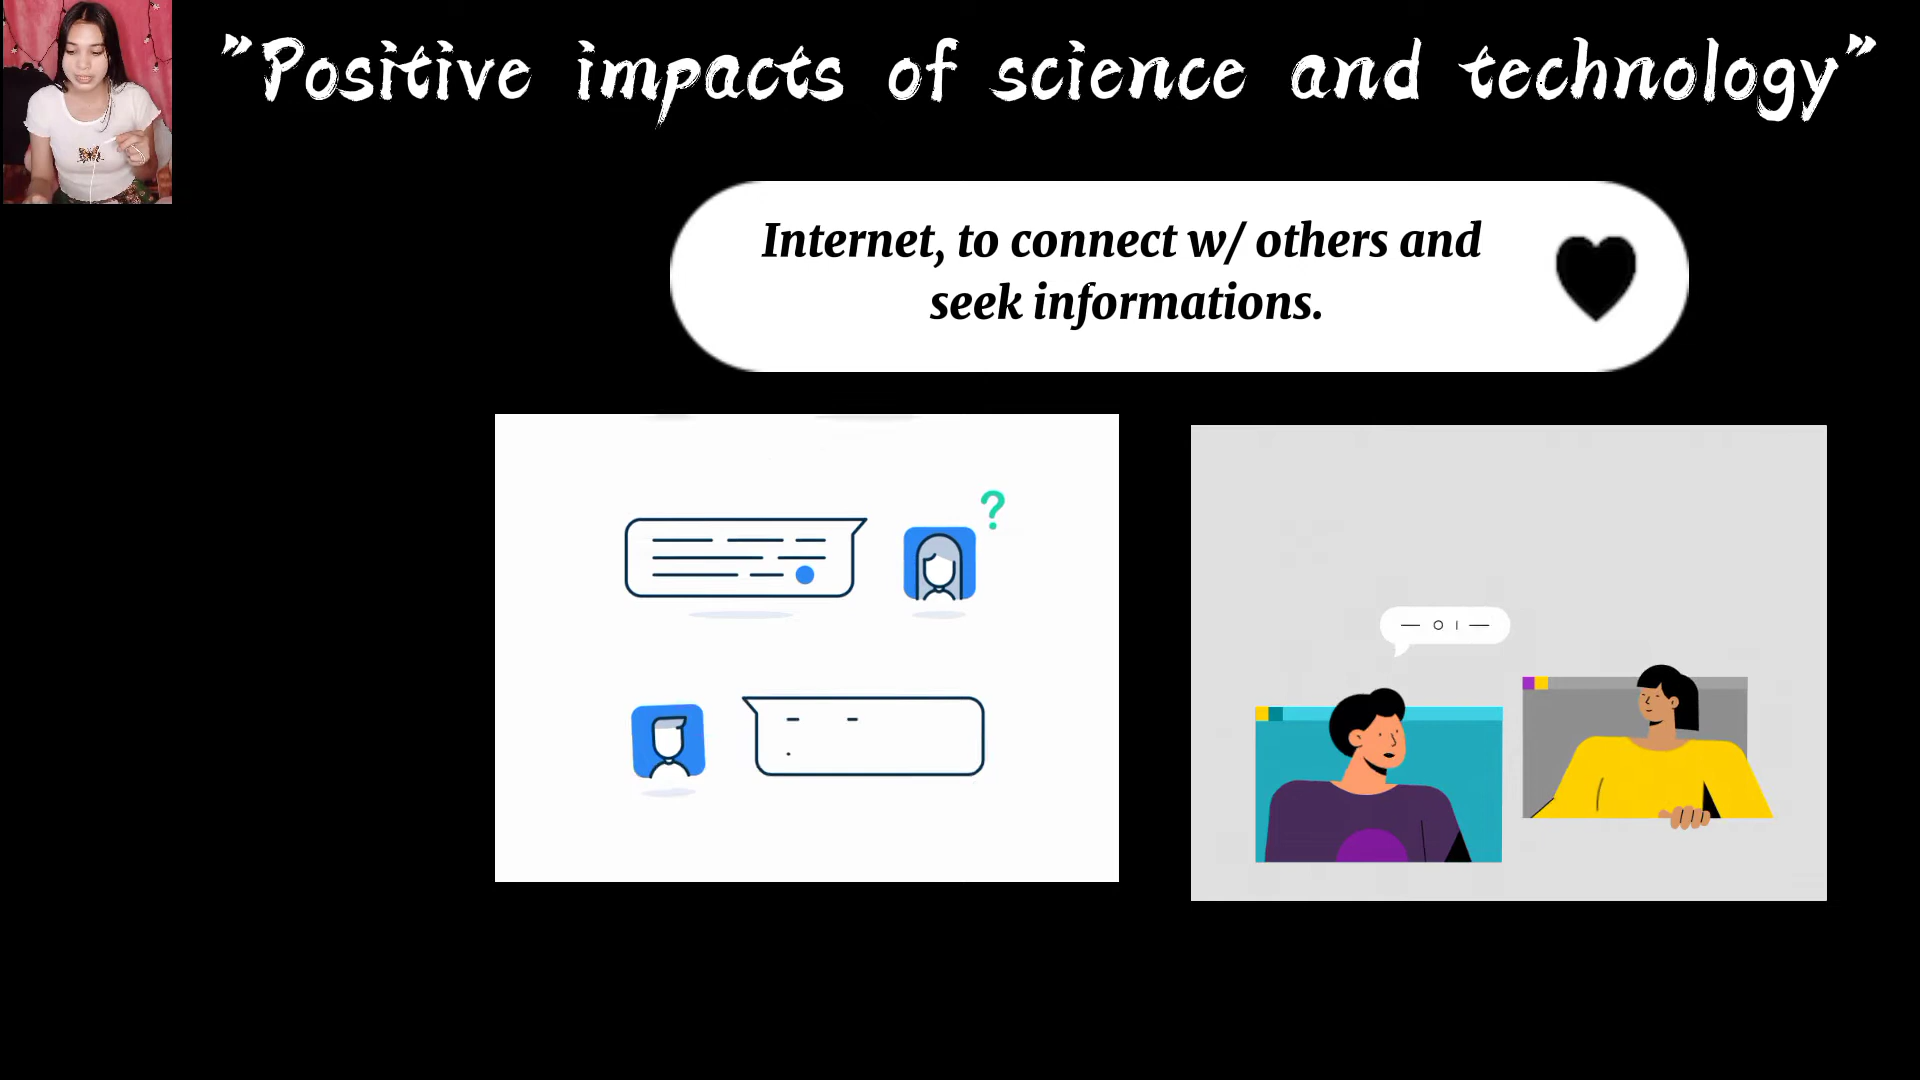 "Positive impacts of science and technology"
Internet, to connect w/ others and
seek informations.
?